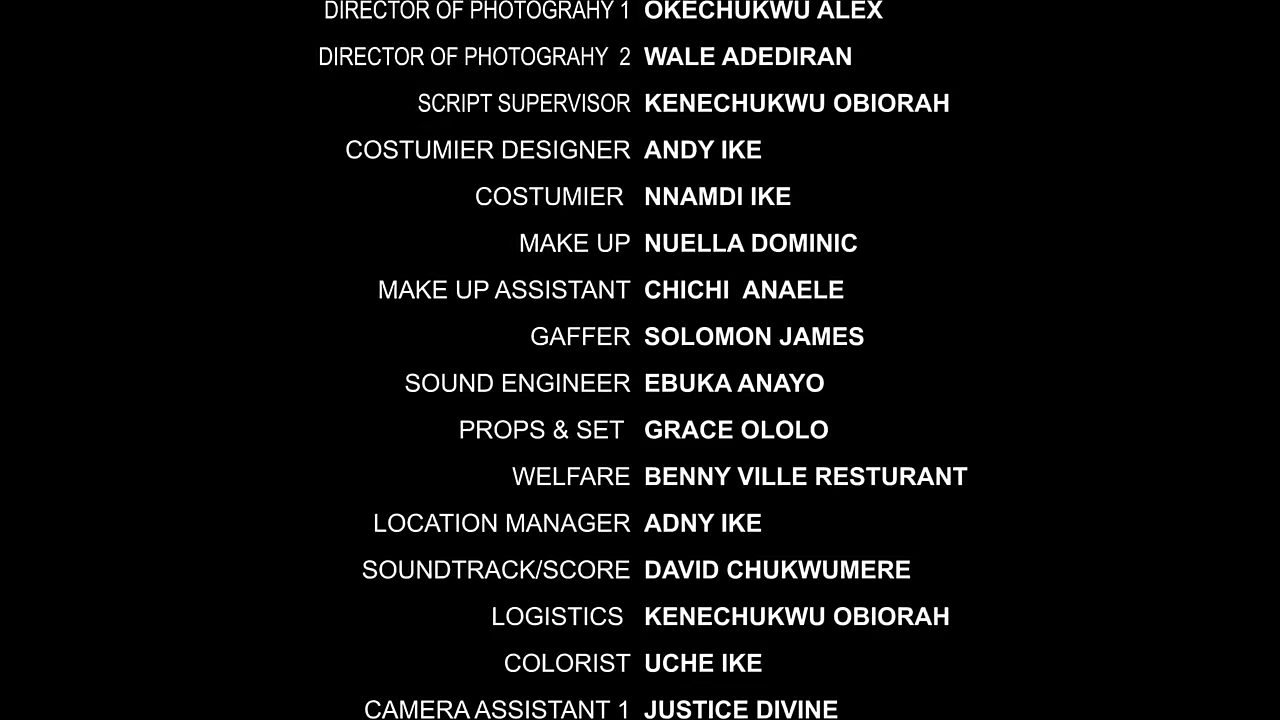 DIRECTOR OF PHOTOGRAHY 1 OKECHUKWU ALEX
DIRECTOR OF PHOTOGRAHY 2 WALE ADEDIRAN
SCRIPT SUPERVISOR KENECHUKWU OBIORAH
COSTUMIER DESIGNER ANDY IKE
COSTUMIER NNAMDI IKE
MAKE UP NUELLA DOMINIC
MAKE UP ASSISTANT CHICHI ANAELE
GAFFER SOLOMON JAMES
SOUND ENGINEER EBUKA ANAYO
PROPS & SET GRACE OLOLO
WELFARE BENNY VILLE RESTURANT
LOCATION MANAGER ADNY IKE
SOUNDTRACK/SCORE DAVID CHUKWUMERE
LOGISTICS KENECHUKWU OBIORAH
COLORIST UCHE IKE
CAMERA ASSISTANT 1 JUSTICE DIVINE